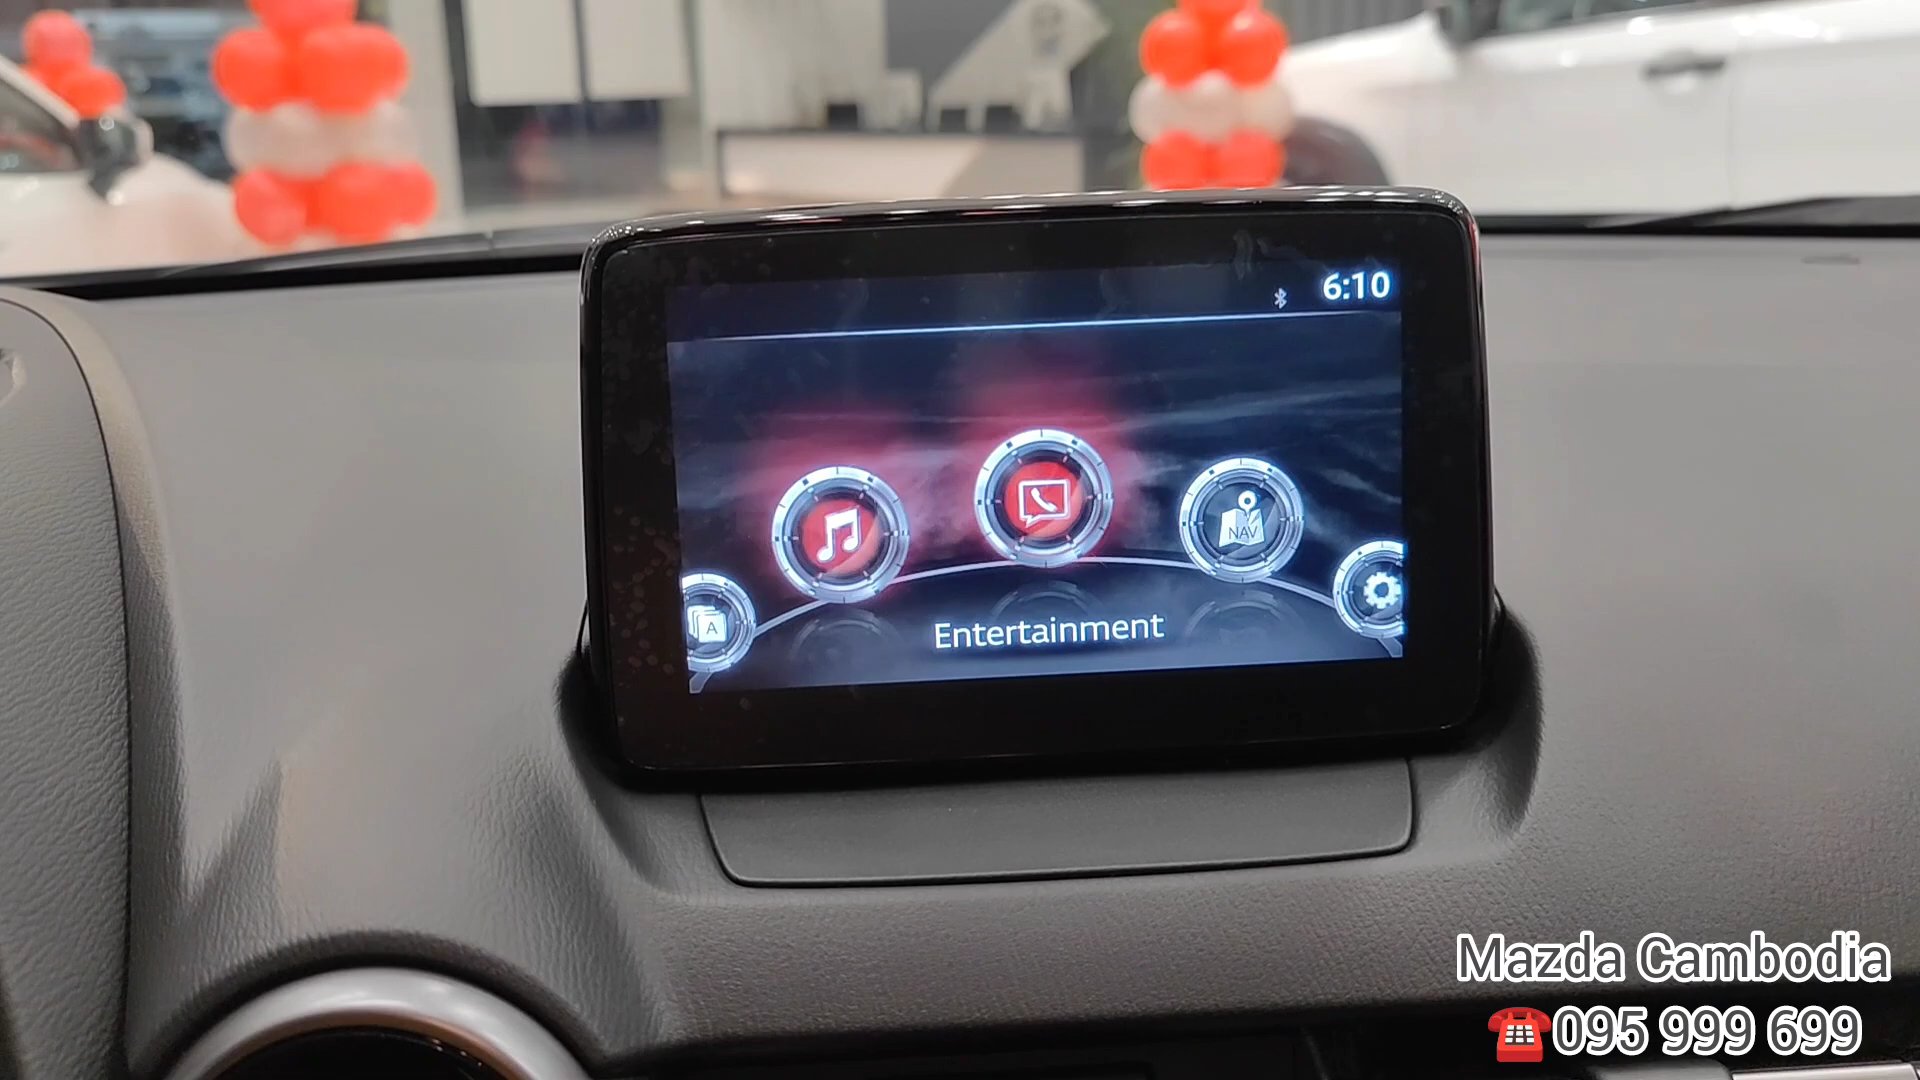 6:10
NAV
A
Entertainment
Mazda Cambodia
☎️095 999 699